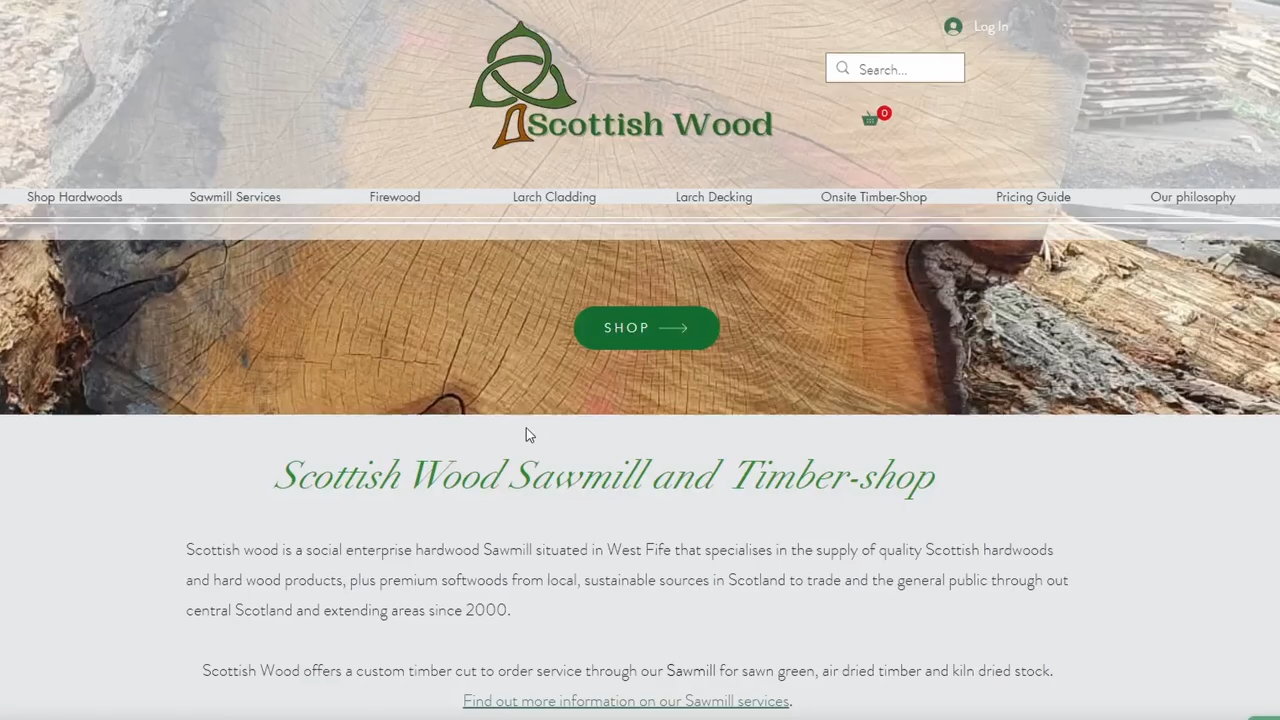 Log In
Search...
0
Scottish Wood
Shop Hardwoods Sawmill Services Firewood Larch Cladding Larch Decking Onsite Timber-Shop Pricing Guide Our philosophy
SHOP
Scottish Wood Sawmill and Timber-shop
Scottish wood is a social enterprise hardwood Sawmill situated in West Fife that specialises in the supply of quality Scottish hardwoods
and hard wood products, plus premium softwoods from local, sustainable sources in Scotland to trade and the general public through out
central Scotland and extending areas since 2000.
Scottish Wood offers a custom timber cut to order service through our Sawmill for sawn green, air dried timber and kiln dried stock.
Find out more information on our Sawmill services.